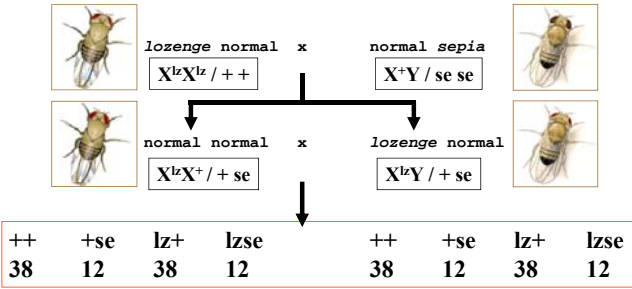 lozenge normal x normal sepia
XˡᶻXˡᶻ / + + X⁺Y / se se
normal normal x lozenge normal
XˡᶻX⁺ / + se XˡᶻY / + se
++ +se lz+ lzse ++ +se lz+ lzse
38 12 38 12 38 12 38 12